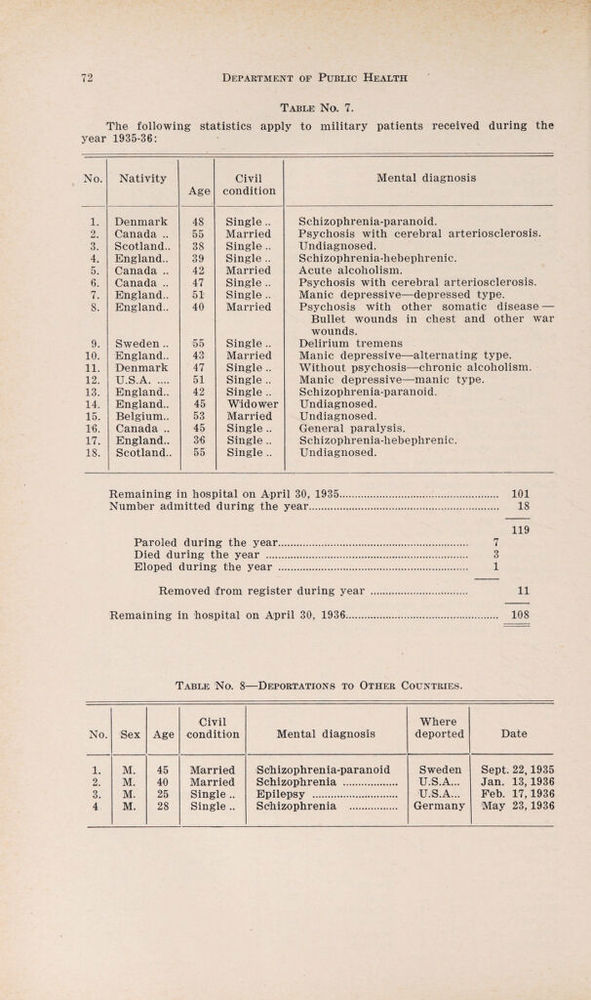 72 DEPARTMENT OF PUBLIC HEALTH
TABLE No. 7.
The following statistics apply to military patients received during the
year 1935-36:
No. Nativity Age Civil condition Mental diagnosis
1. Denmark 48 Single .. Schizophrenia-paranoid.
2. Canada .. 55 Married Psychosis with cerebral arteriosclerosis.
3. Scotland.. 38 Single .. Undiagnosed.
4. England.. 39 Single .. Schizophrenia-hebephrenic.
5. Canada .. 42 Married Acute alcoholism.
6. Canada .. 47 Single .. Psychosis with cerebral arteriosclerosis.
7. England.. 51 Single .. Manic depressive—depressed type.
8. England.. 40 Married Psychosis with other somatic disease —
Bullet wounds in chest and other war
wounds.
9. Sweden .. 55 Single .. Delirium tremens
10. England.. 43 Married Manic depressive—alternating type.
11. Denmark 47 Single .. Without psychosis—chronic alcoholism.
12. U.S.A. .... 51 Single .. Manic depressive—manic type.
13. England.. 42 Single .. Schizophrenia-paranoid.
14. England.. 45 Widower Undiagnosed.
15. Belgium.. 53 Married Undiagnosed.
16. Canada .. 45 Single .. General paralysis.
17. England.. 36 Single .. Schizophrenia-hebephrenic.
18. Scotland.. 55 Single .. Undiagnosed.
Remaining in hospital on April 30, 1935.................................................... 101
Number admitted during the year.............................................................. 18
119
Paroled during the year.............................................................. 7
Died during the year .................................................................. 3
Eloped during the year .............................................................. 1
Removed from register during year ................................ 11
Remaining in hospital on April 30, 1936.................................................. 108
TABLE No. 8—DEPORTATIONS TO OTHER COUNTRIES.
No. Sex Age Civil condition Mental diagnosis Where deported Date
1. M. 45 Married Schizophrenia-paranoid Sweden Sept. 22, 1935
2. M. 40 Married Schizophrenia .................. U.S.A... Jan. 13, 1936
3. M. 25 Single .. Epilepsy ............................ U.S.A... Feb. 17, 1936
4 M. 28 Single .. Schizophrenia ................ Germany May 23, 1936